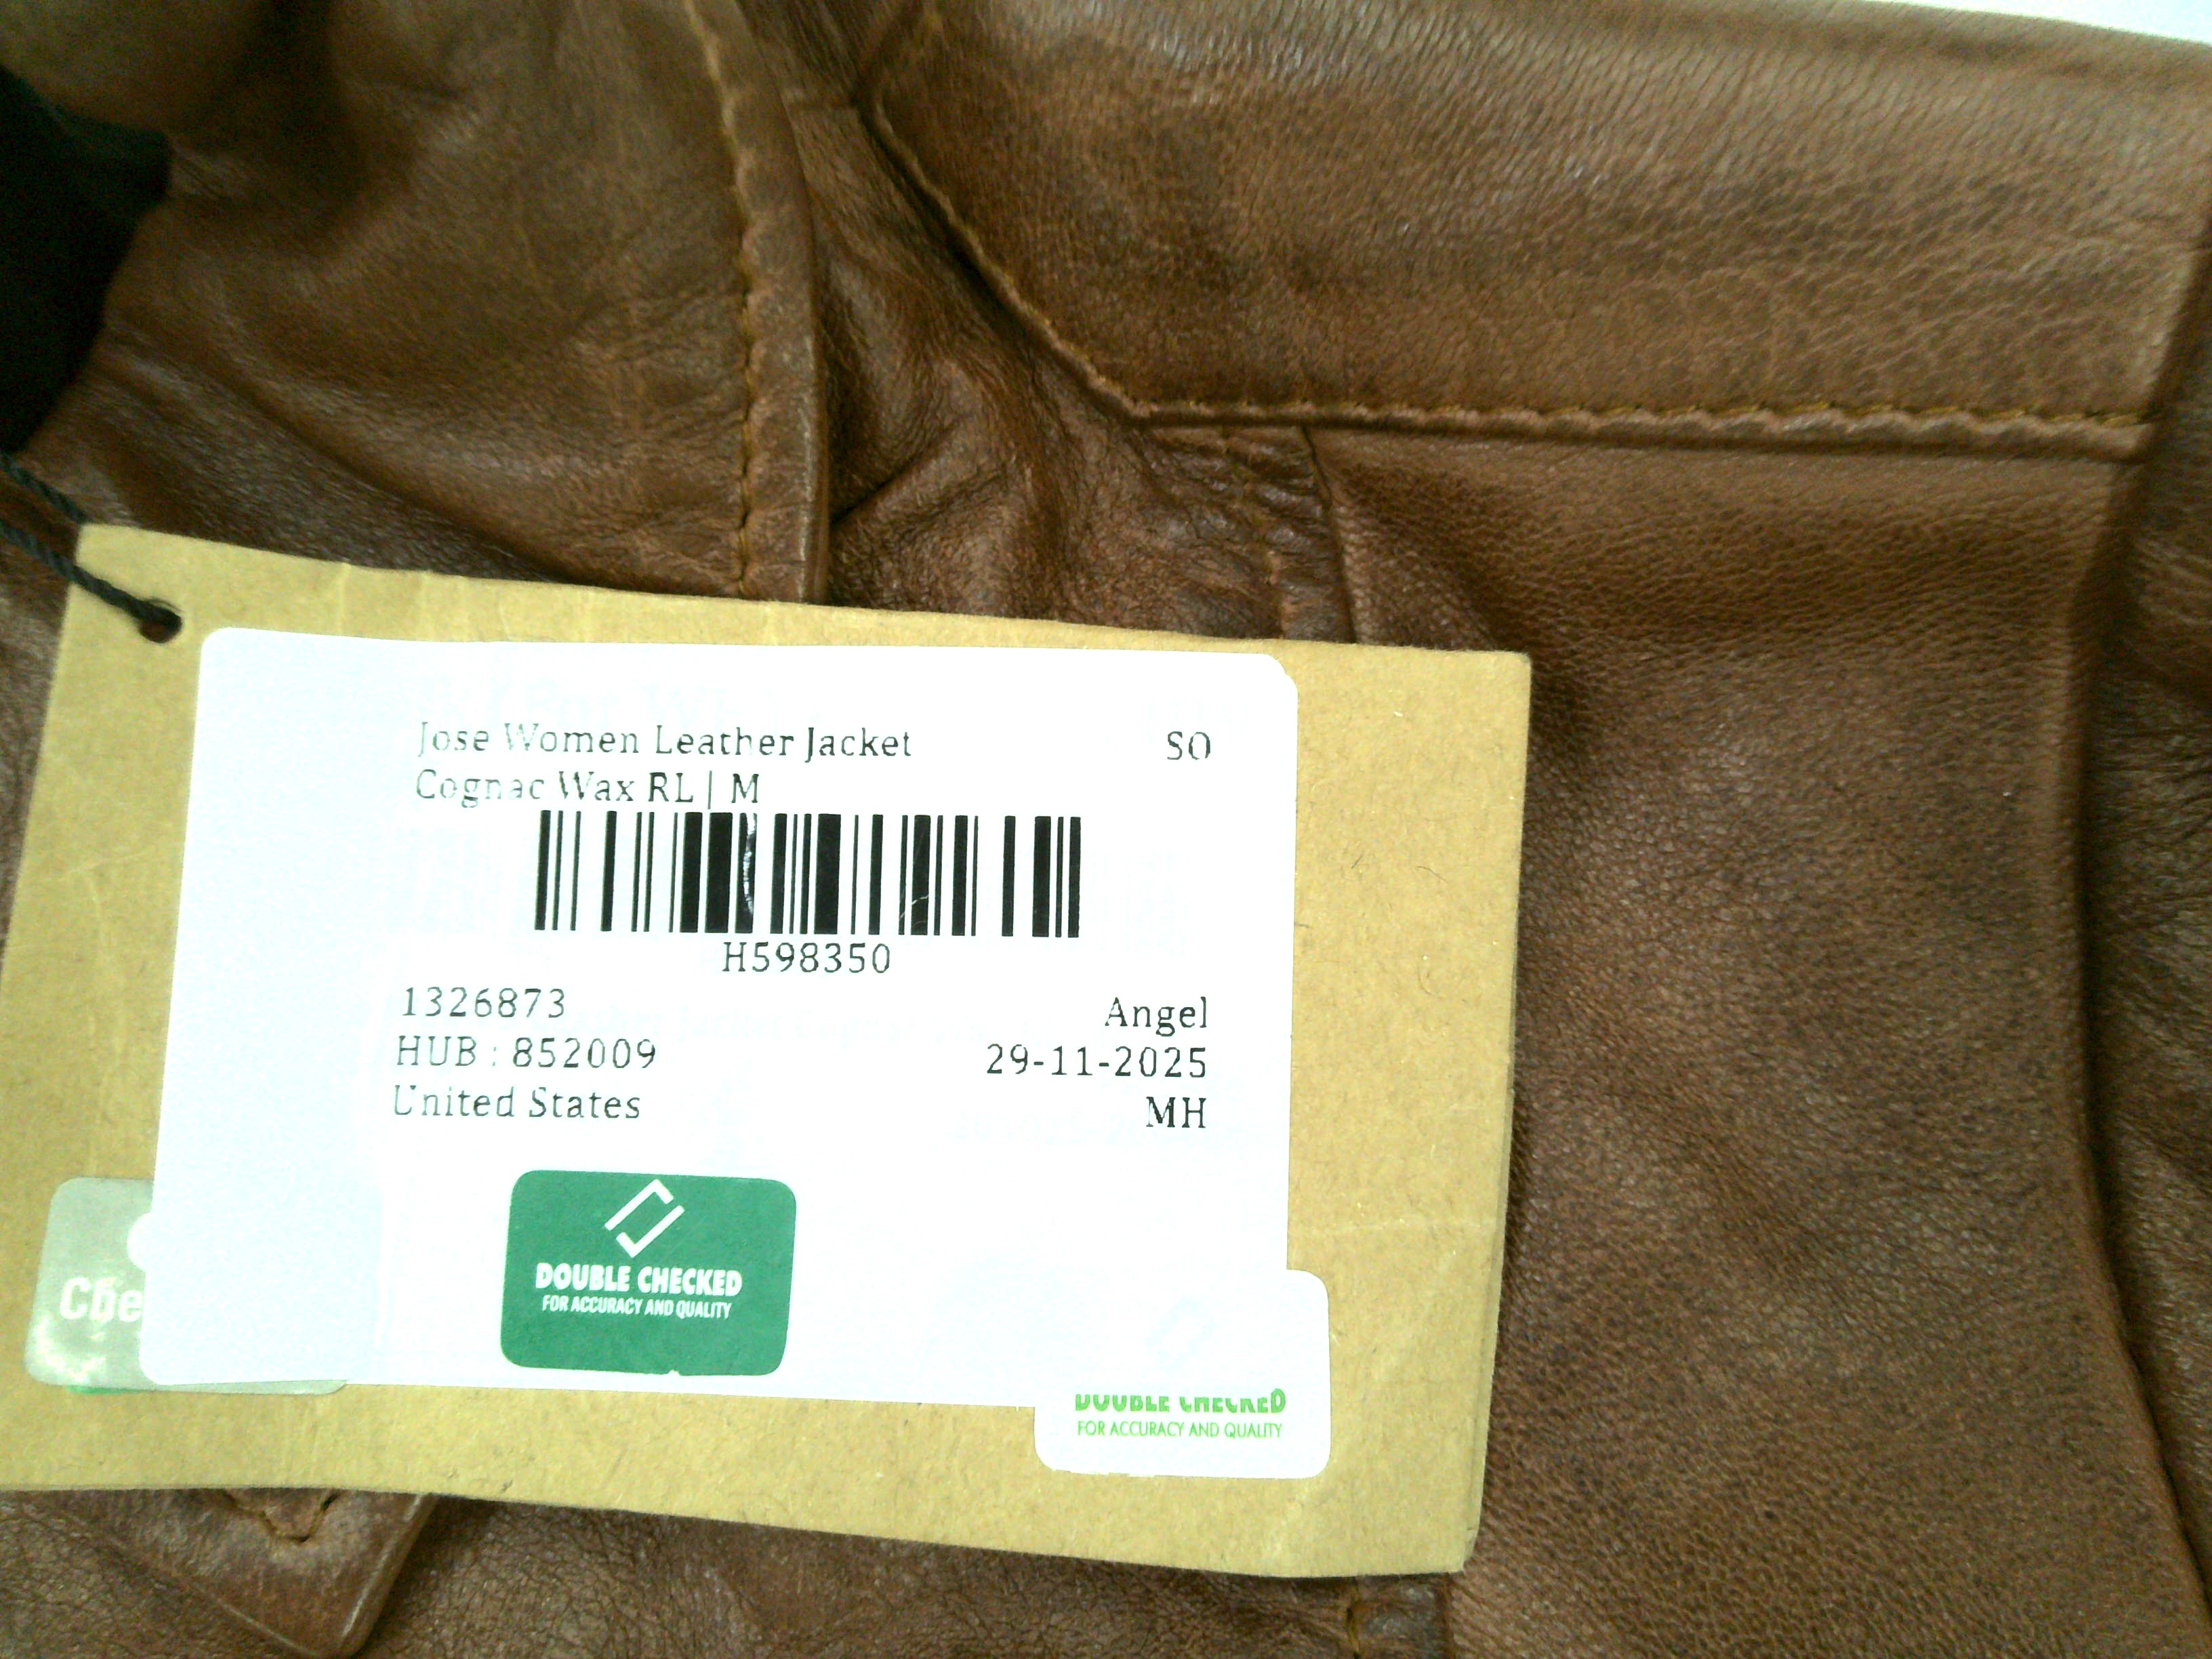 Jose Women Leather Jacket SO
Cognac Wax RL | M
H598350
1326873 Angel
HUB : 852009 29-11-2025
United States MH
DOUBLE CHECKED
FOR ACCURACY AND QUALITY
DOUBLE CHECKED
FOR ACCURACY AND QUALITY